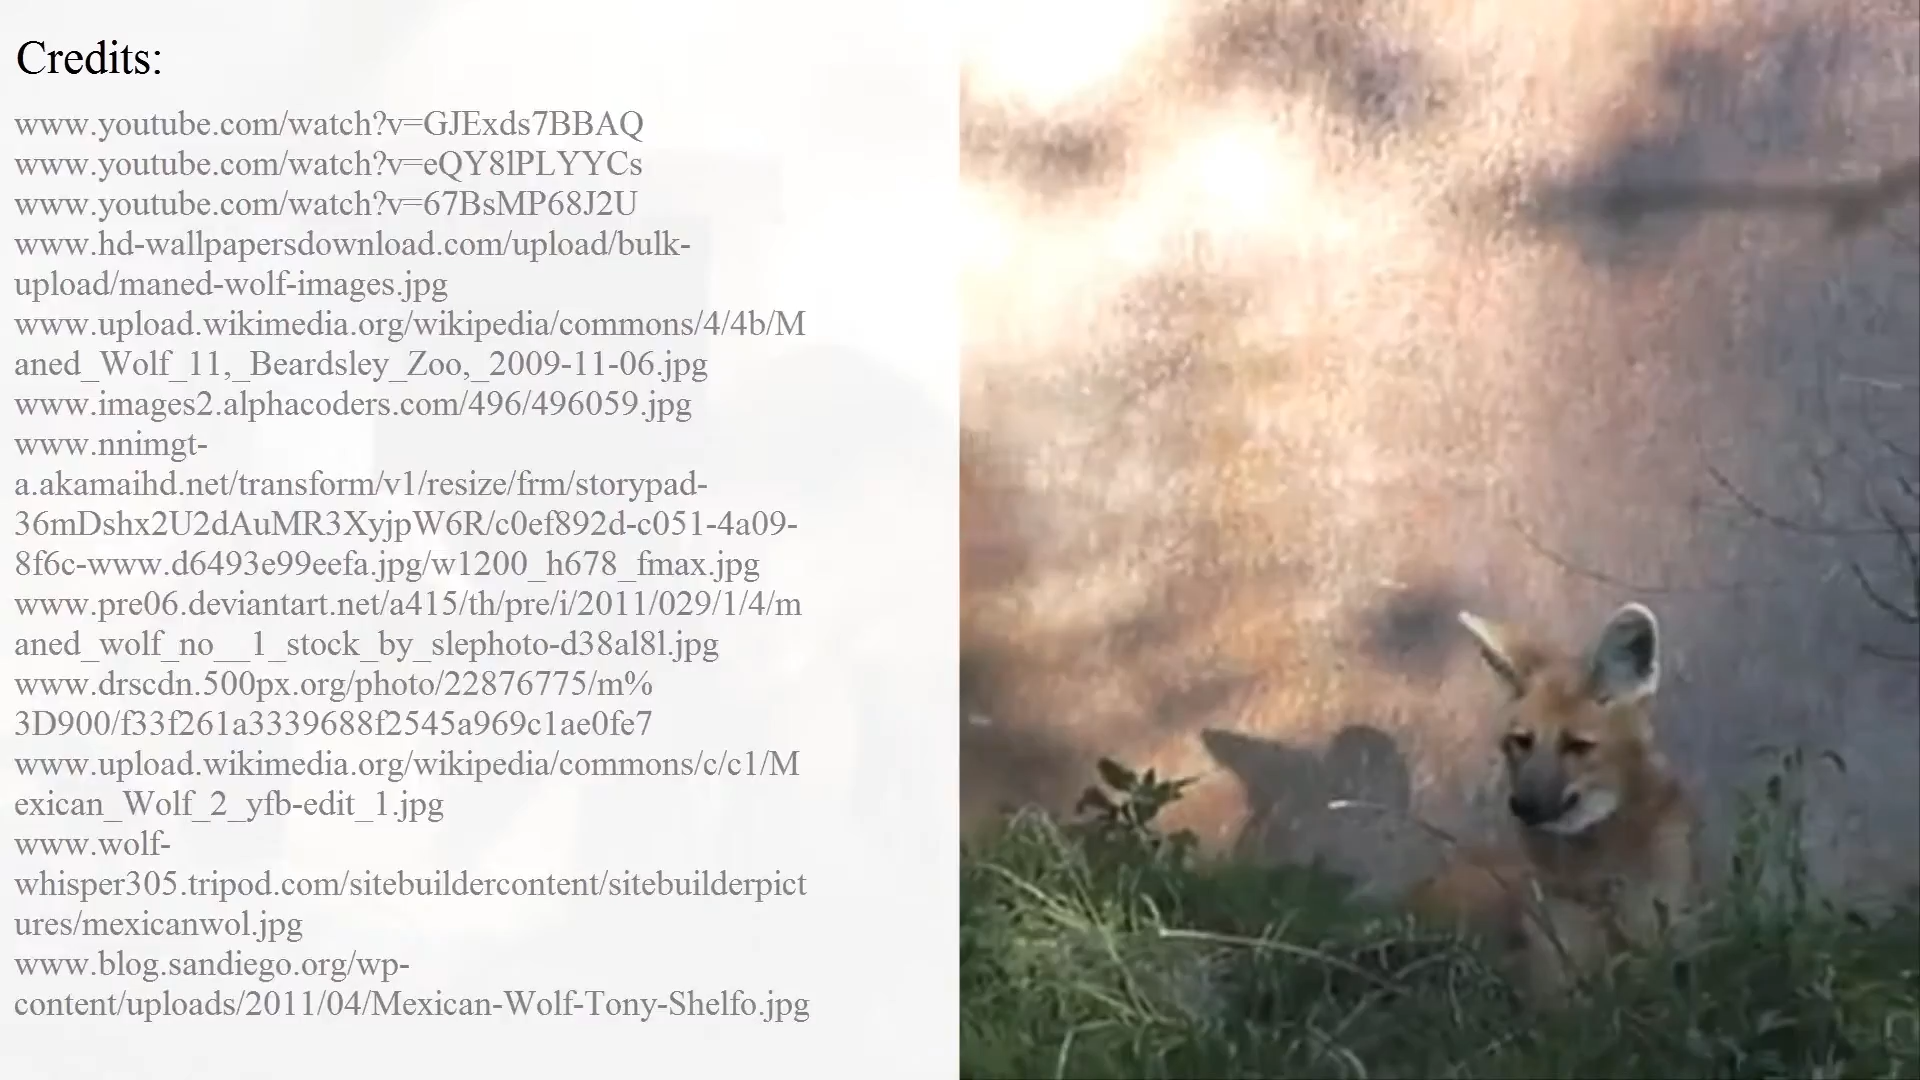 Credits:
www.youtube.com/watch?v=GJExds7BBAQ
www.youtube.com/watch?v=eQY8lPLYYCs
www.youtube.com/watch?v=67BsMP68J2U
www.hd-wallpapersdownload.com/upload/bulk-
upload/maned-wolf-images.jpg
www.upload.wikimedia.org/wikipedia/commons/4/4b/M
aned_Wolf_11,_Beardsley_Zoo,_2009-11-06.jpg
www.images2.alphacoders.com/496/496059.jpg
www.nnimgt-
a.akamaihd.net/transform/v1/resize/frm/storypad-
36mDshx2U2dAuMR3XyjpW6R/c0ef892d-c051-4a09-
8f6c-www.d6493e99eefa.jpg/w1200_h678_fmax.jpg
www.pre06.deviantart.net/a415/th/pre/i/2011/029/1/4/m
aned_wolf_no__1_stock_by_slephoto-d38al8l.jpg
www.drscdn.500px.org/photo/22876775/m%
3D900/f33f261a3339688f2545a969c1ae0fe7
www.upload.wikimedia.org/wikipedia/commons/c/c1/M
exican_Wolf_2_yfb-edit_1.jpg
www.wolf-
whisper305.tripod.com/sitebuildercontent/sitebuilderpict
ures/mexicanwol.jpg
www.blog.sandiego.org/wp-
content/uploads/2011/04/Mexican-Wolf-Tony-Shelfo.jpg